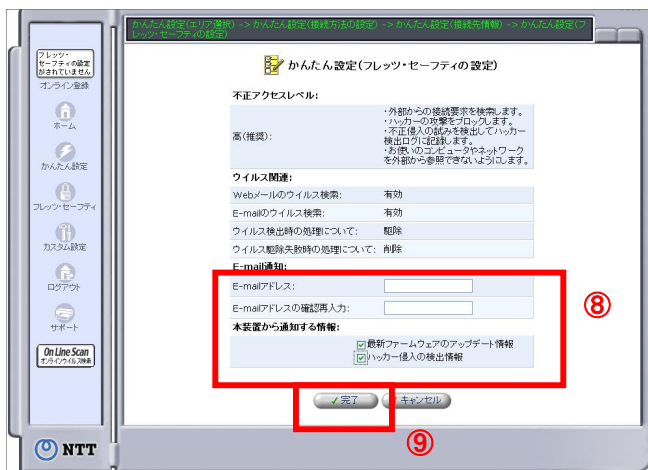 かんたん設定(エリア選択) -> かんたん設定(接続方法の設定) -> かんたん設定(接続先情報) -> かんたん設定(フ
レッツ・セーフティの設定)
フレッツ・
セーフティの設定
がされていません
オンライン登録
ホーム
かんたん設定
フレッツ・セーフティ
カスタム設定
ログアウト
サポート
On Line Scan
オンラインウイルス検索
NTT
かんたん設定(フレッツ・セーフティの設定)
不正アクセスレベル:
高(推奨):
・外部からの接続要求を検索します。
・ハッカーの攻撃をブロックします。
・不正侵入の試みを検出してハッカー
検出ログに記録します。
・お使いのコンピュータやネットワーク
を外部から参照できないようにします。
ウイルス関連:
Webメールのウイルス検索: 有効
E-mailのウイルス検索: 有効
ウイルス検出時の処理について: 駆除
ウイルス駆除失敗時の処理について: 削除
E-mail通知:
E-mailアドレス:
E-mailアドレスの確認再入力:
本装置から通知する情報:
最新ファームウェアのアップデート情報
ハッカー侵入の検出情報
⑧
完了 キャンセル
⑨